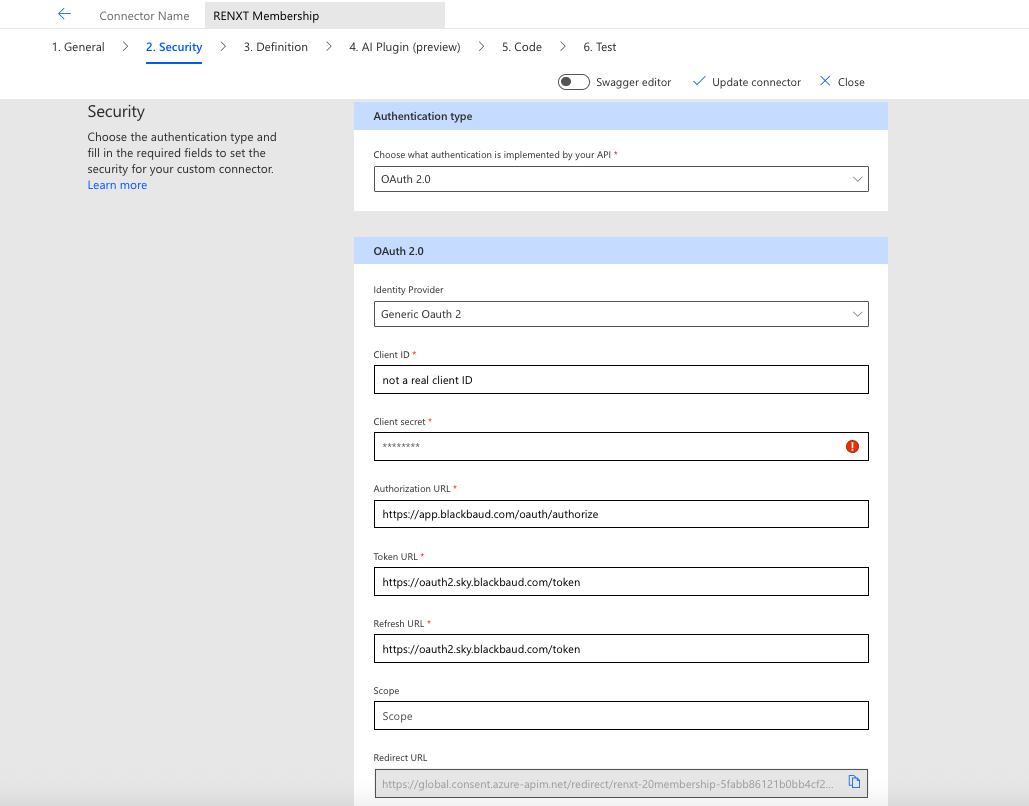 Connector Name RENXT Membership
1. General 2. Security 3. Definition 4. AI Plugin (preview) 5. Code 6. Test
Swagger editor Update connector Close
Security
Choose the authentication type and
fill in the required fields to set the
security for your custom connector.
Learn more
Authentication type
Choose what authentication is implemented by your API *
OAuth 2.0
OAuth 2.0
Identity Provider
Generic Oauth 2
Client ID *
not a real client ID
Client secret *
********
Authorization URL *
https://app.blackbaud.com/oauth/authorize
Token URL *
https://oauth2.sky.blackbaud.com/token
Refresh URL *
https://oauth2.sky.blackbaud.com/token
Scope
Scope
Redirect URL
https://global.consent.azure-apim.net/redirect/renxt-20membership-5fabb86121b0bb4cf2...